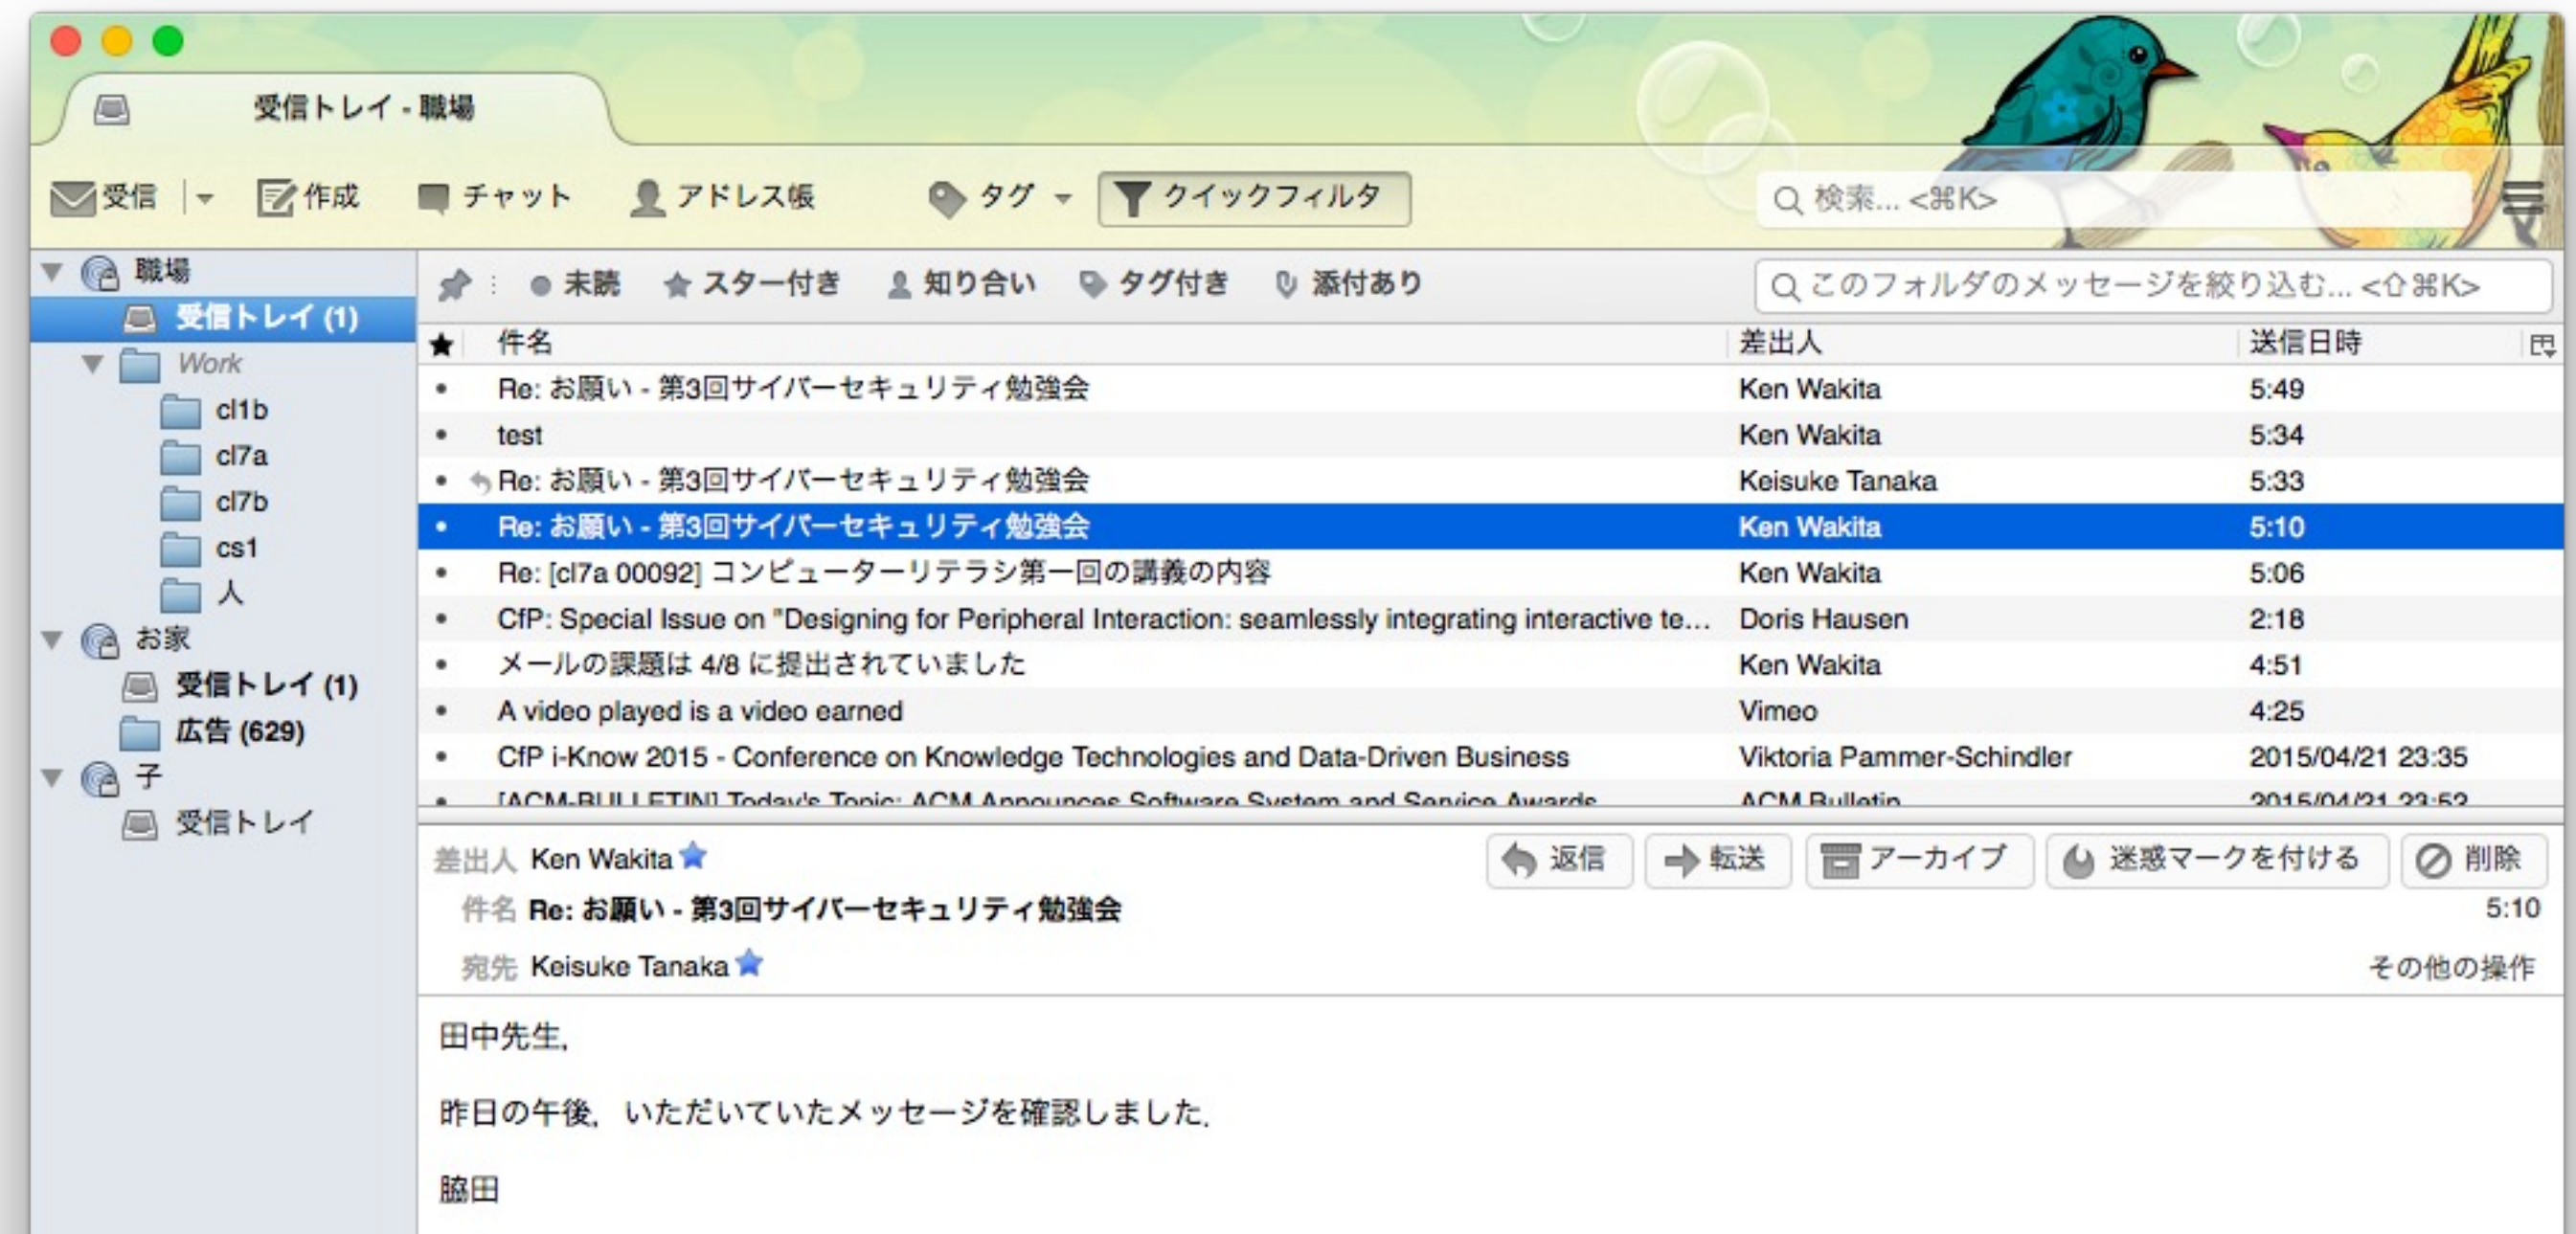 受信トレイ - 職場
受信 作成 チャット アドレス帳 タグ クイックフィルタ 検索... <⌘K>
職場
受信トレイ (1)
Work
cl1b
cl7a
cl7b
cs1
人
お家
受信トレイ (1)
広告 (629)
子
受信トレイ
未読 スター付き 知り合い タグ付き 添付あり このフォルダのメッセージを絞り込む... <⇧⌘K>
件名 差出人 送信日時
Re: お願い - 第3回サイバーセキュリティ勉強会 Ken Wakita 5:49
test Ken Wakita 5:34
Re: お願い - 第3回サイバーセキュリティ勉強会 Keisuke Tanaka 5:33
Re: お願い - 第3回サイバーセキュリティ勉強会 Ken Wakita 5:10
Re: [cl7a 00092] コンピューターリテラシ第一回の講義の内容 Ken Wakita 5:06
CfP: Special Issue on "Designing for Peripheral Interaction: seamlessly integrating interactive te... Doris Hausen 2:18
メールの課題は 4/8 に提出されていました Ken Wakita 4:51
A video played is a video earned Vimeo 4:25
CfP i-Know 2015 - Conference on Knowledge Technologies and Data-Driven Business Viktoria Pammer-Schindler 2015/04/21 23:35
[ACM-BULLETIN] Today's Topic: ACM Announces Software System and Service Awards ACM Bulletin 2015/04/21 23:52
差出人 Ken Wakita 返信 転送 アーカイブ 迷惑マークを付ける 削除
件名 Re: お願い - 第3回サイバーセキュリティ勉強会 5:10
宛先 Keisuke Tanaka その他の操作
田中先生，
昨日の午後，いただいていたメッセージを確認しました．
脇田